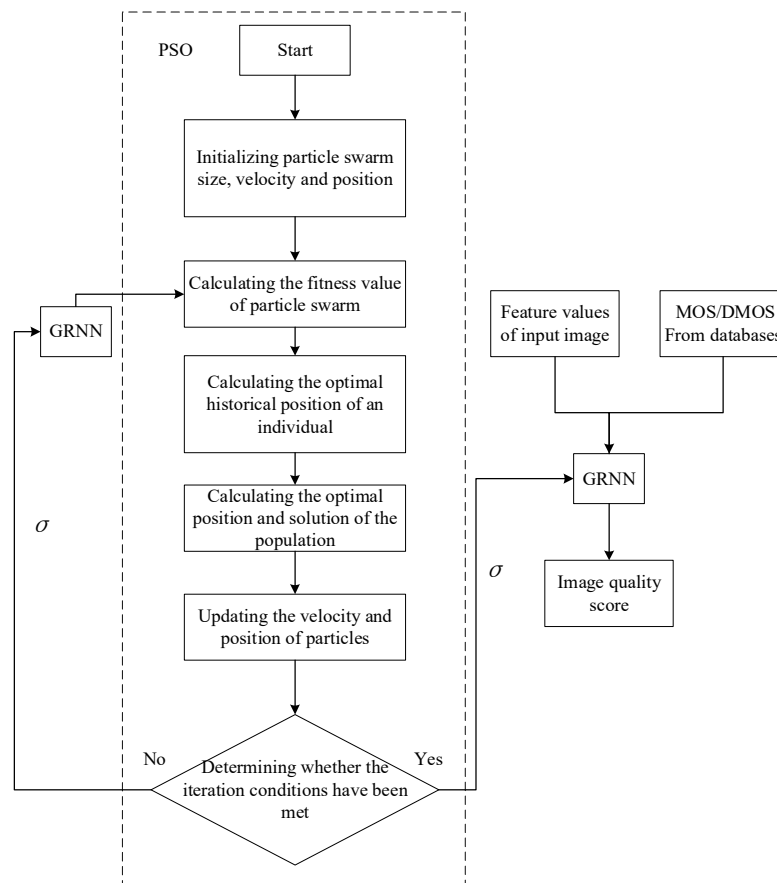 PSO
Start
Initializing particle swarm
size, velocity and position
Calculating the fitness value
of particle swarm
GRNN
Calculating the optimal
historical position of an
individual
Calculating the optimal
position and solution of the
population
Updating the velocity and
position of particles
No
Yes
Determining whether the
iteration conditions have been
met
σ
σ
Feature values
of input image
MOS/DMOS
From databases
GRNN
Image quality
score